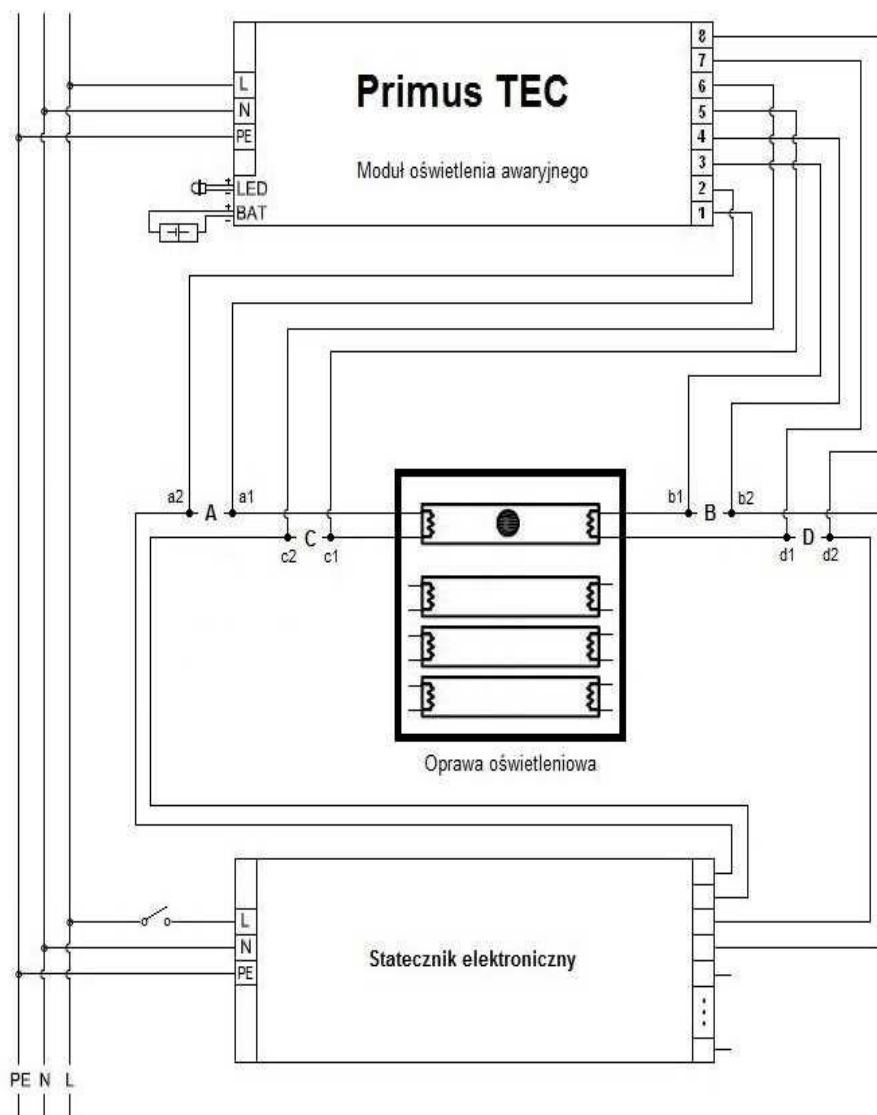 Primus TEC
Moduł oświetlenia awaryjnego
L
N
PE
LED
+
-
BAT
+
-
8
7
6
5
4
3
2
1
a2 A a1
c2 C c1
b1 B b2
d1 D d2
Oprawa oświetleniowa
L
N
PE
Statecznik elektroniczny
PE N L